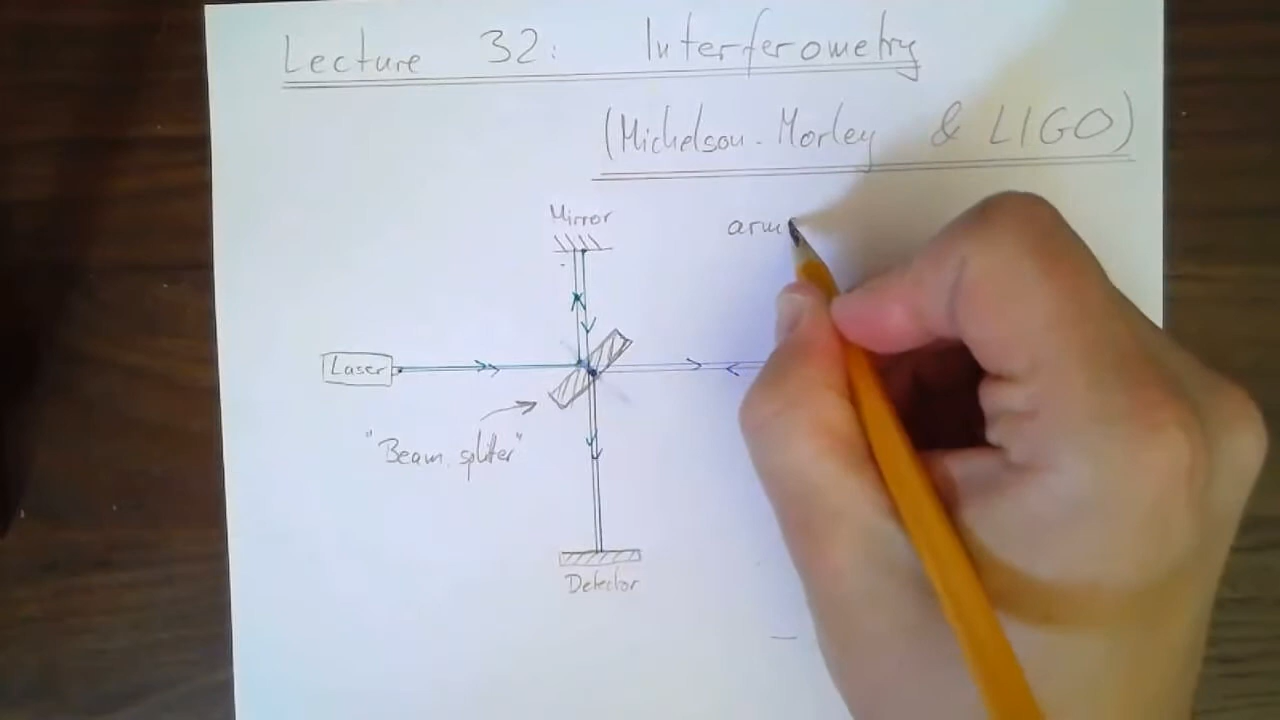 Lecture 32: Interferometry
(Michelson-Morley & LIGO)
Mirror
arm
Laser
"Beam splitter"
Detector